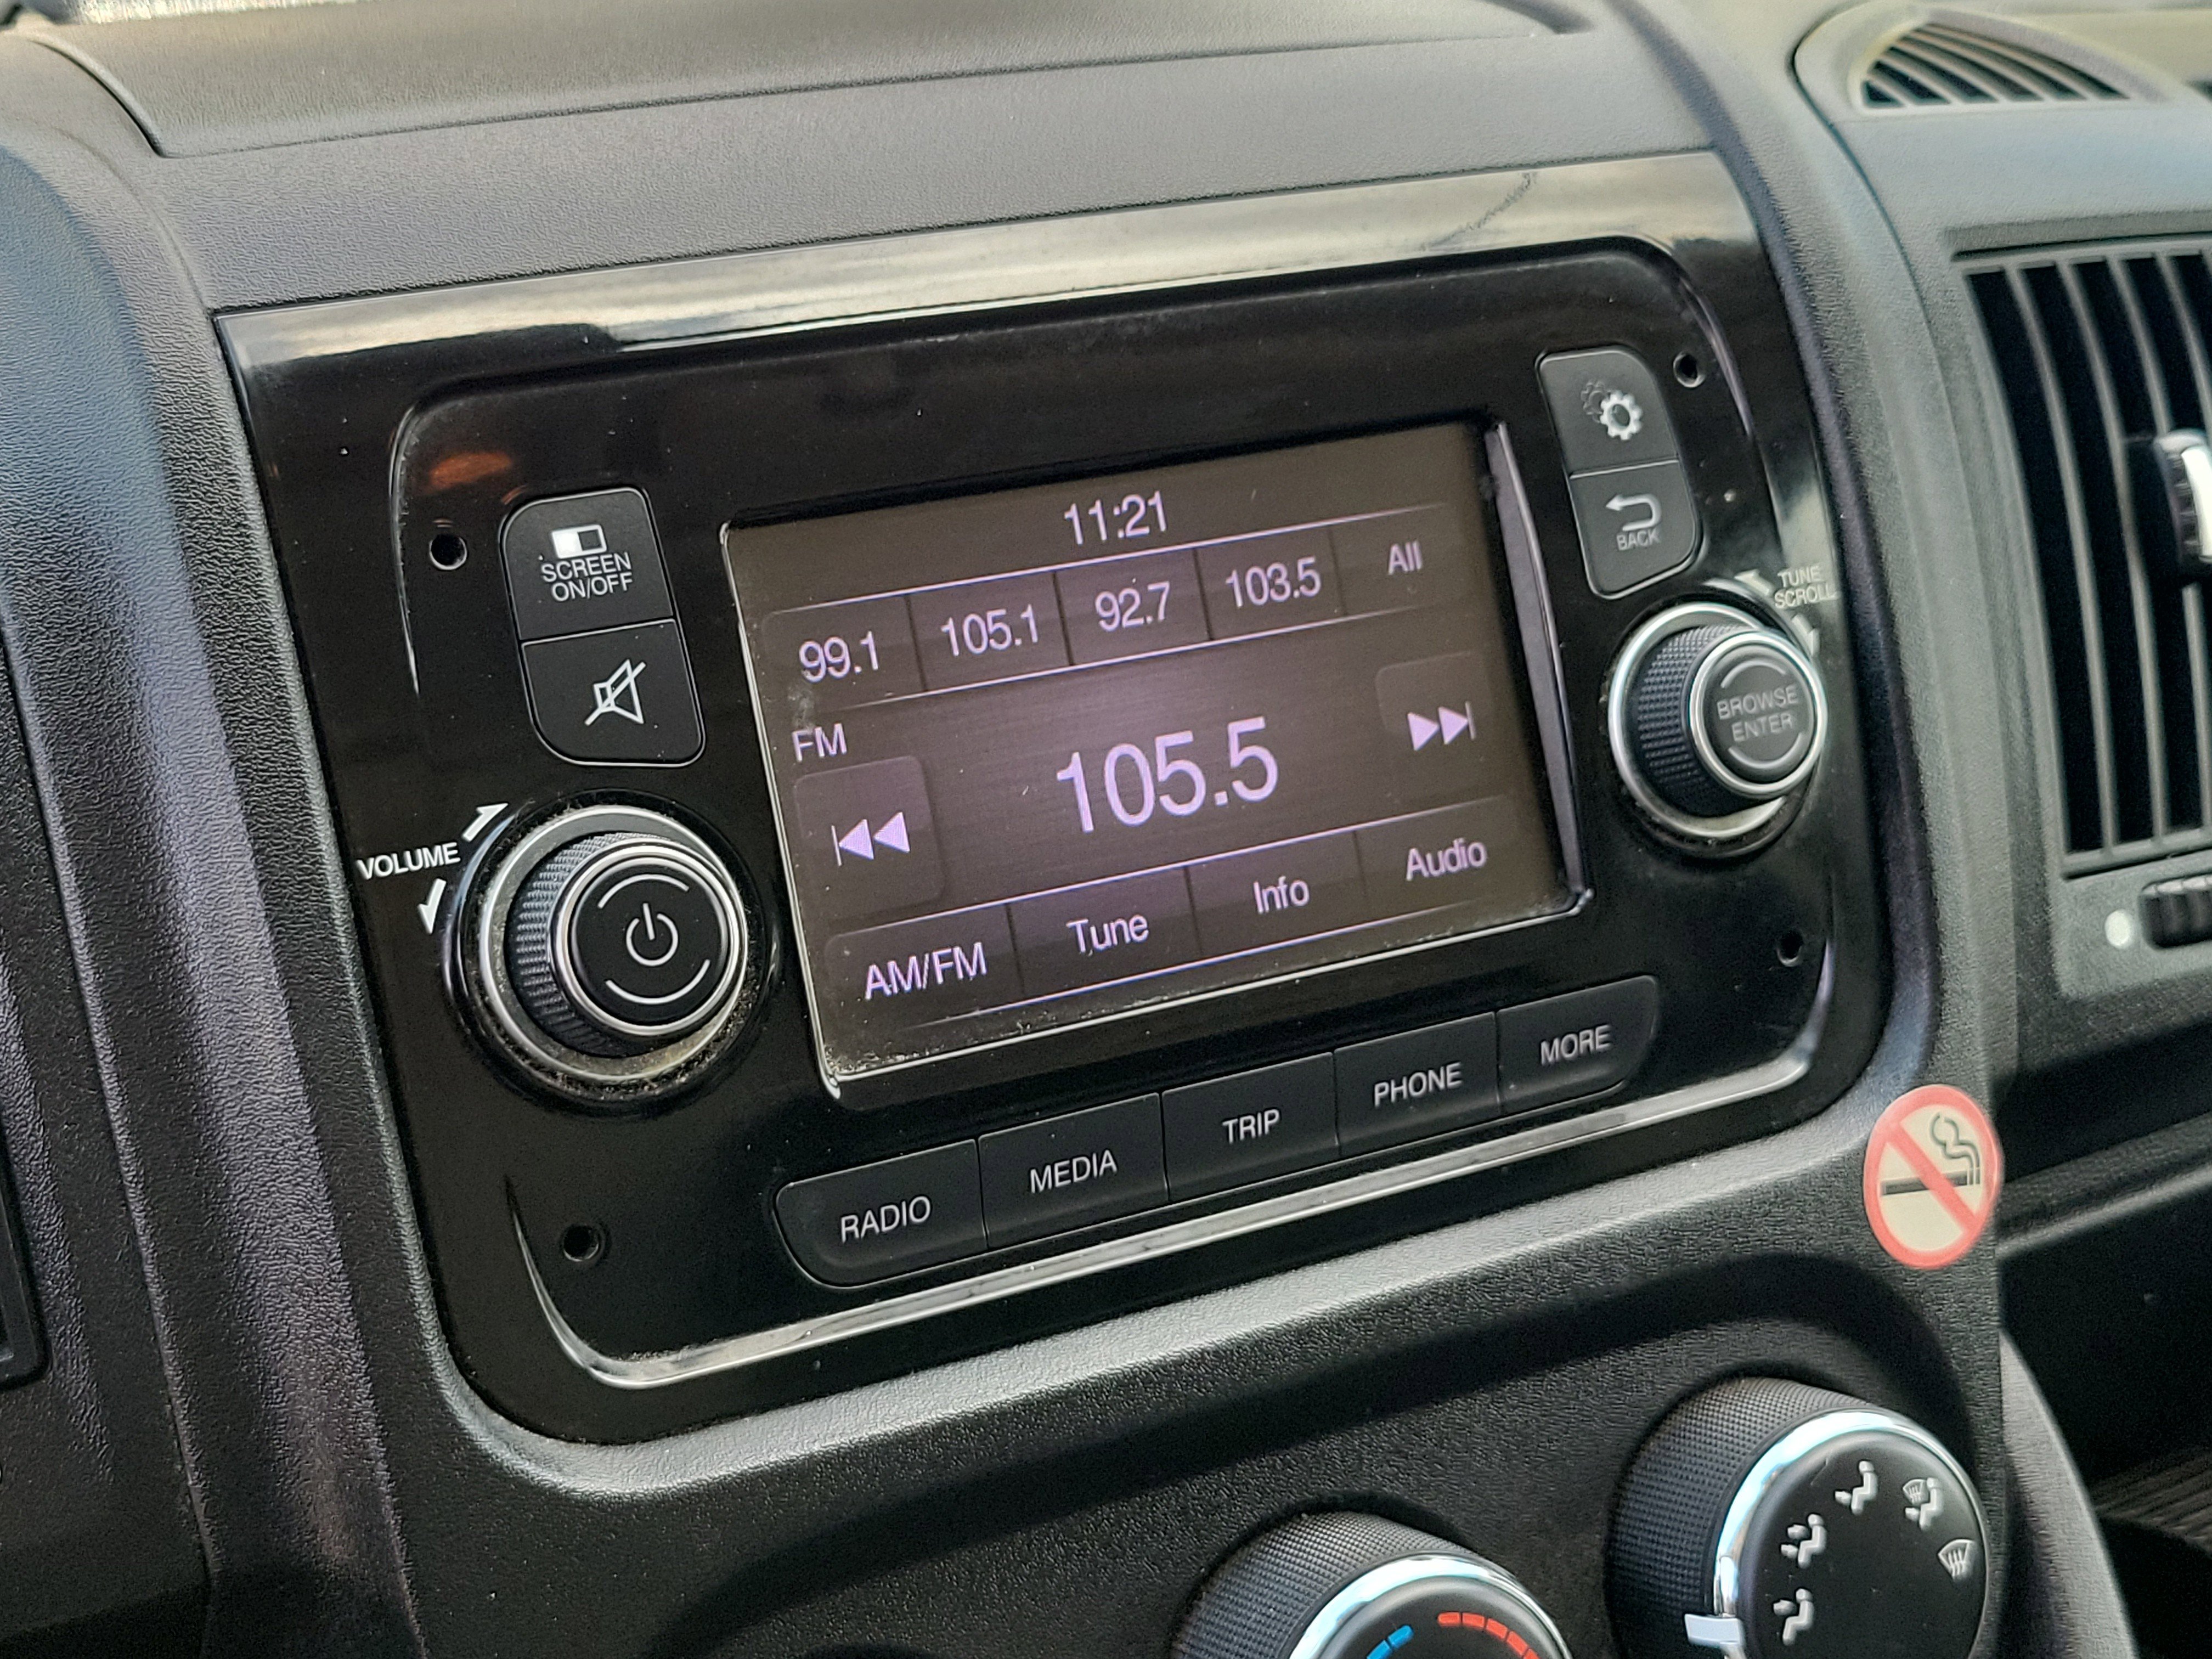 11:21
99.1 105.1 92.7 103.5 All
FM
105.5
AM/FM Tune Info Audio
SCREEN
ON/OFF
VOLUME
BACK
TUNE
SCROLL
BROWSE
ENTER
RADIO MEDIA TRIP PHONE MORE